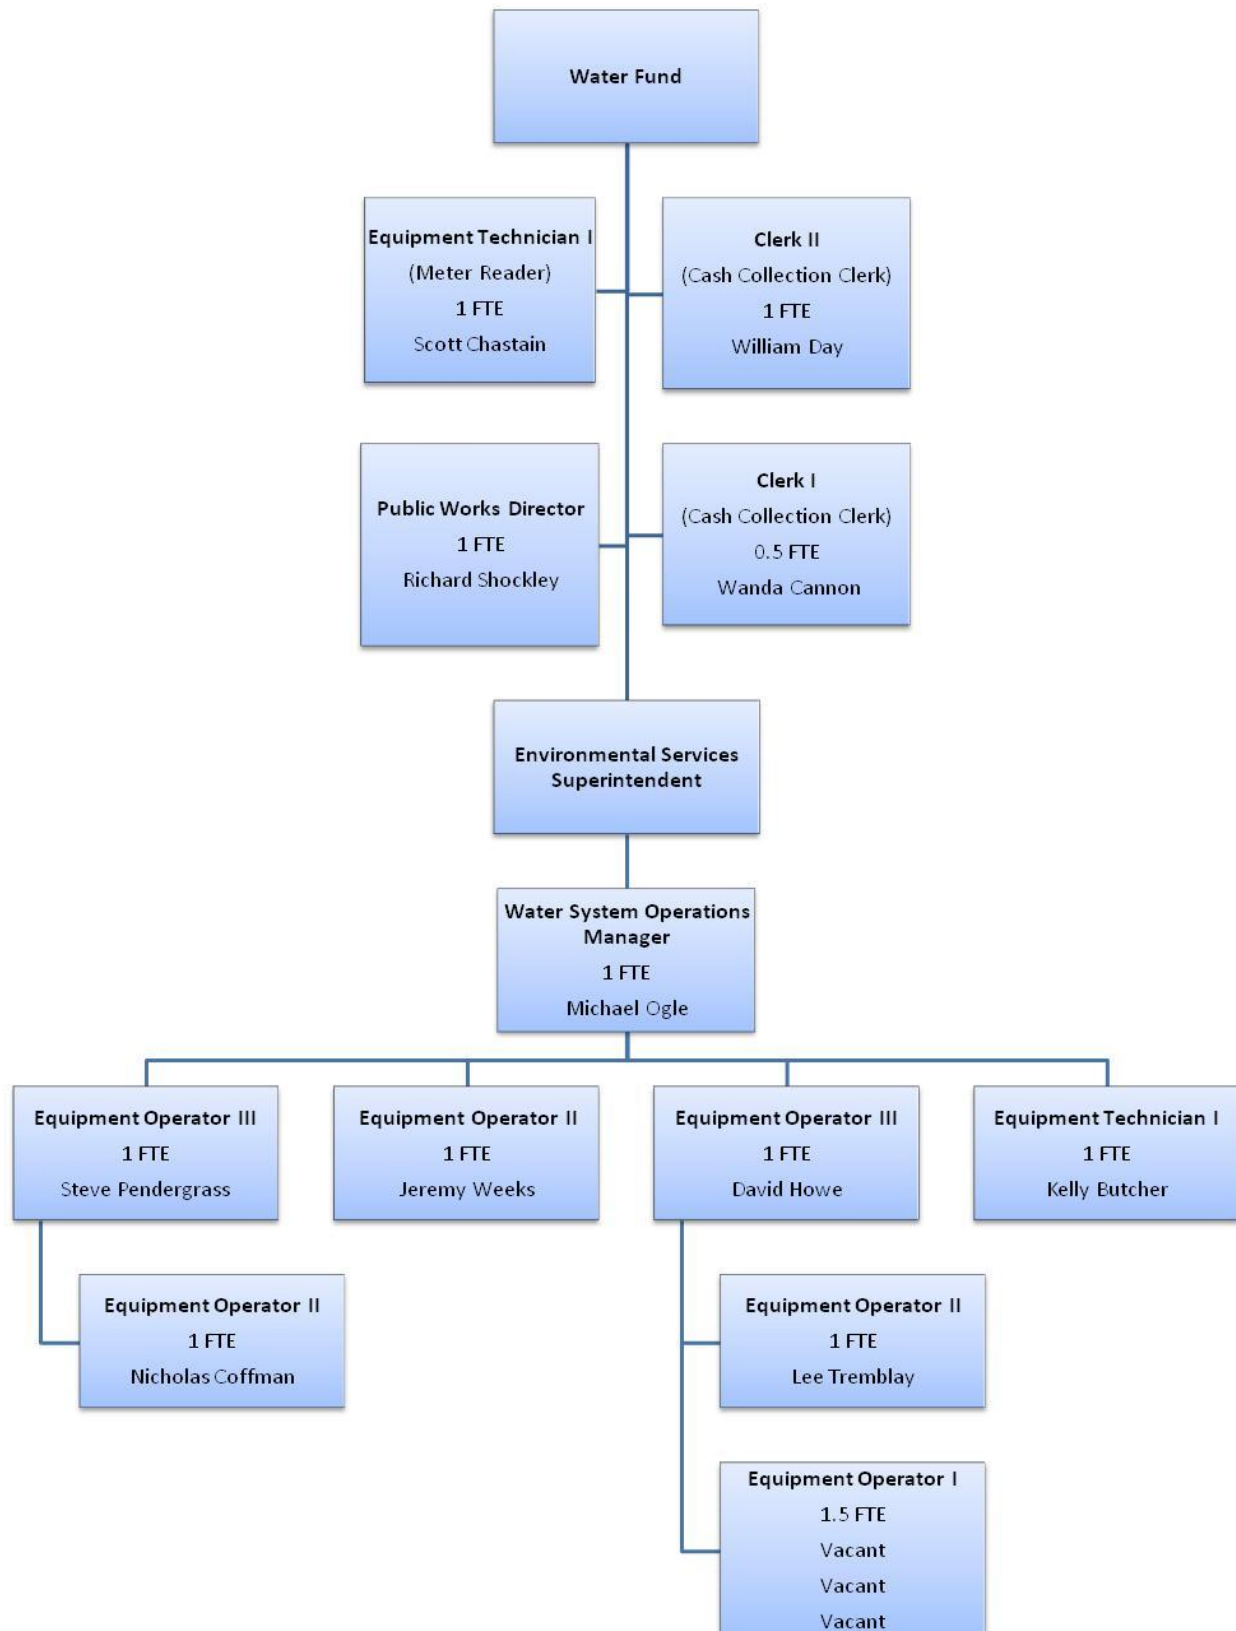 Water Fund
Equipment Technician I
(Meter Reader)
1 FTE
Scott Chastain
Clerk II
(Cash Collection Clerk)
1 FTE
William Day
Public Works Director
1 FTE
Richard Shockley
Clerk I
(Cash Collection Clerk)
0.5 FTE
Wanda Cannon
Environmental Services
Superintendent
Water System Operations
Manager
1 FTE
Michael Ogle
Equipment Operator III
1 FTE
Steve Pendergrass
Equipment Operator II
1 FTE
Jeremy Weeks
Equipment Operator III
1 FTE
David Howe
Equipment Technician I
1 FTE
Kelly Butcher
Equipment Operator II
1 FTE
Nicholas Coffman
Equipment Operator II
1 FTE
Lee Tremblay
Equipment Operator I
1.5 FTE
Vacant
Vacant
Vacant